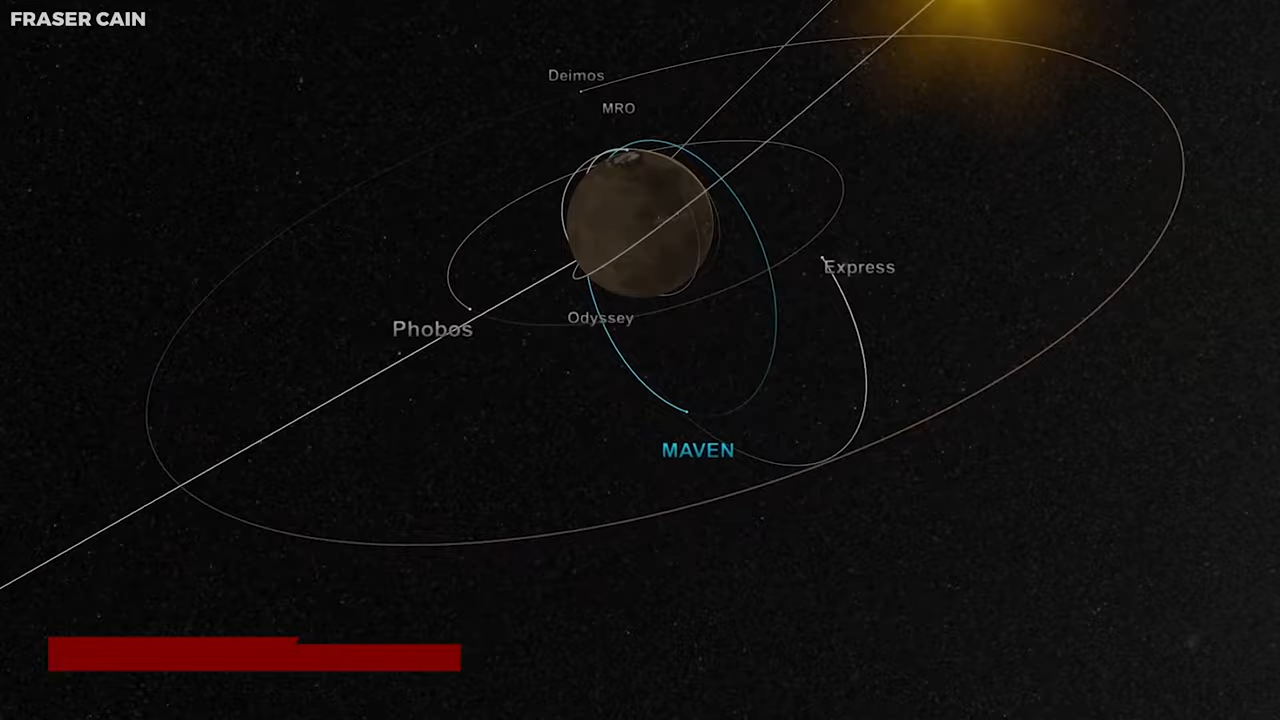 FRASER CAIN
Deimos
MRO
Express
Odyssey
Phobos
MAVEN